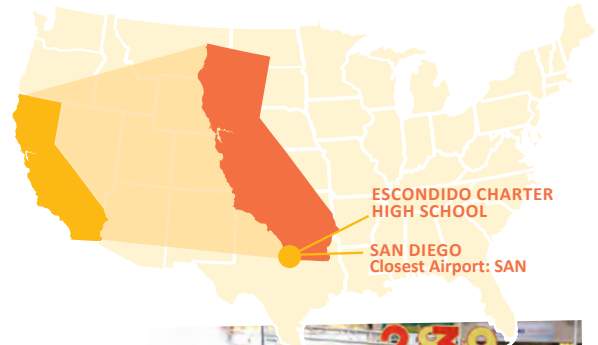 ESCONDIDO CHARTER
HIGH SCHOOL
SAN DIEGO
Closest Airport: SAN